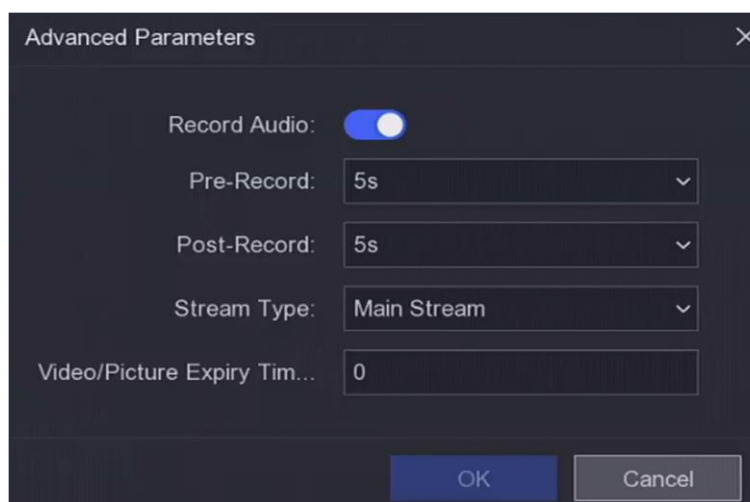 Advanced Parameters
Record Audio:
Pre-Record: 5s
Post-Record: 5s
Stream Type: Main Stream
Video/Picture Expiry Tim... 0
OK Cancel